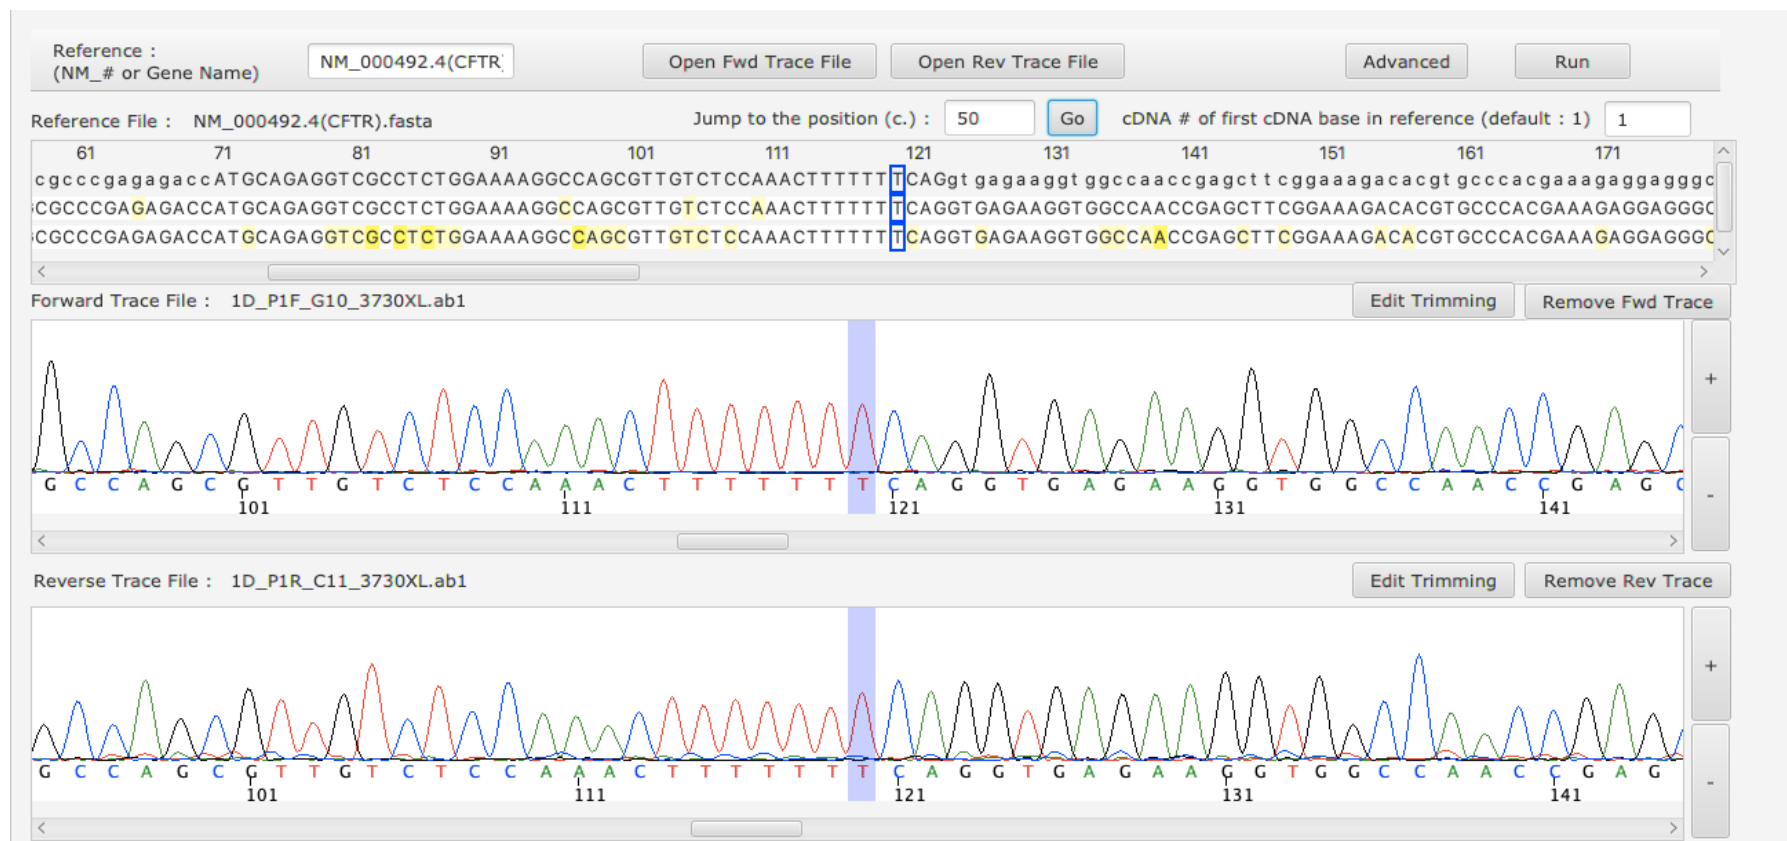 Reference :
(NM_# or Gene Name)
NM_000492.4(CFTR)
Open Fwd Trace File
Open Rev Trace File
Advanced
Run
Reference File : NM_000492.4(CFTR).fasta
Jump to the position (c.) : 50
Go
cDNA # of first cDNA base in reference (default : 1) 1
61 71 81 91 101 111 121 131 141 151 161 171
cgcccgagagaccATGCAGAGGTCGCCTCTGGAAAAGGCCAGCGTTGTCTCCAAACTTTTTTTCAGgtgagaaggtggccaaccgagcttcggaaagacacgtgcccacgaaagaggagggc
CGCCCGAGAGACCATGCAGAGGTCGCCTCTGGAAAAGGCCAGCGTTGTCTCCAAACTTTTTTTCAGGTGAGAAGGTGGCCAACCGAGCTTCGGAAAGACACGTGCCCACGAAAGAGGAGGGC
CGCCCGAGAGACCATGCAGAGGTCGCCTCTGGAAAAGGCCAGCGTTGTCTCCAAACTTTTTTTCAGGTGAGAAGGTGGCCAACCGAGCTTCGGAAAGACACGTGCCCACGAAAGAGGAGGGC
Forward Trace File : 1D_P1F_G10_3730XL.ab1
Edit Trimming
Remove Fwd Trace
+
G C C A G C G T T G T C T C C A A A C T T T T T T T C A G G T G A G A A G G T G G C C A A C C G A G C
101 111 121 131 141
-
Reverse Trace File : 1D_P1R_C11_3730XL.ab1
Edit Trimming
Remove Rev Trace
+
G C C A G C G T T G T C T C C A A A C T T T T T T T C A G G T G A G A A G G T G G C C A A C C G A G
101 111 121 131 141
-